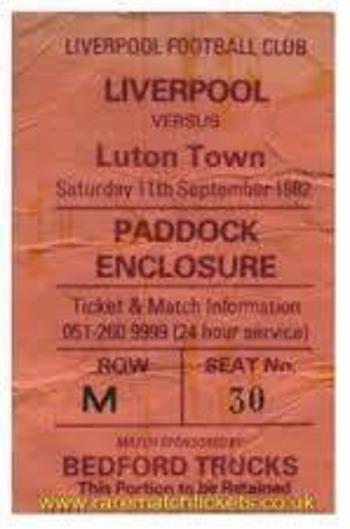 LIVERPOOL FOOTBALL CLUB
LIVERPOOL
VERSUS
Luton Town
Saturday 11th September 1982
PADDOCK
ENCLOSURE
Ticket & Match Information
051-260 9999 (24 hour service)
ROW SEAT No.
M 30
MATCH SPONSORED BY
BEDFORD TRUCKS
This Portion to be Retained
www.rarematchtickets.co.uk